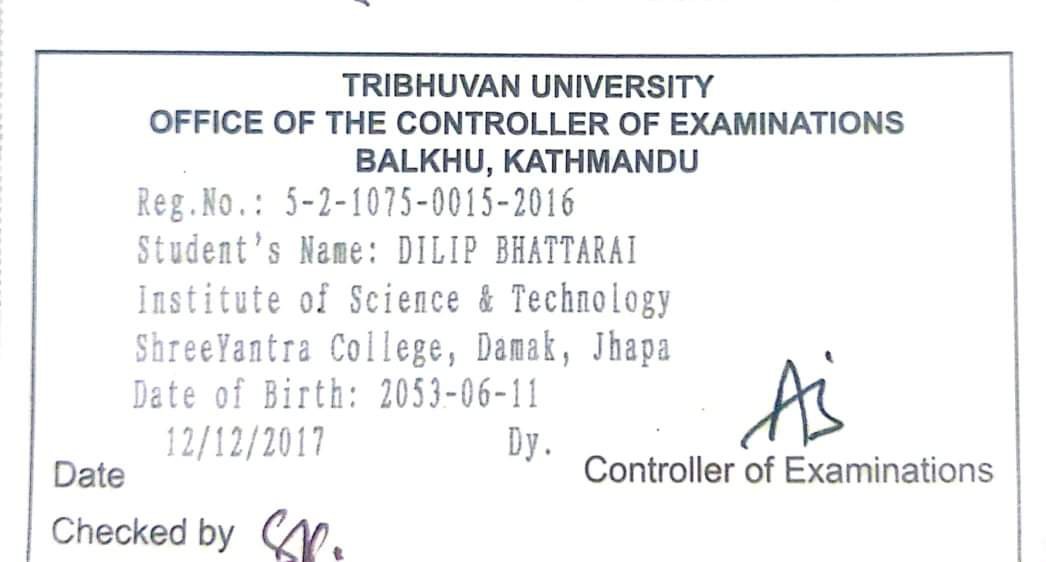 TRIBHUVAN UNIVERSITY
OFFICE OF THE CONTROLLER OF EXAMINATIONS
BALKHU, KATHMANDU
Reg.No.: 5-2-1075-0015-2016
Student's Name: DILIP BHATTARAI
Institute of Science & Technology
ShreeYantra College, Damak, Jhapa
Date of Birth: 2053-06-11
12/12/2017 Dy.
Date Controller of Examinations
Checked by